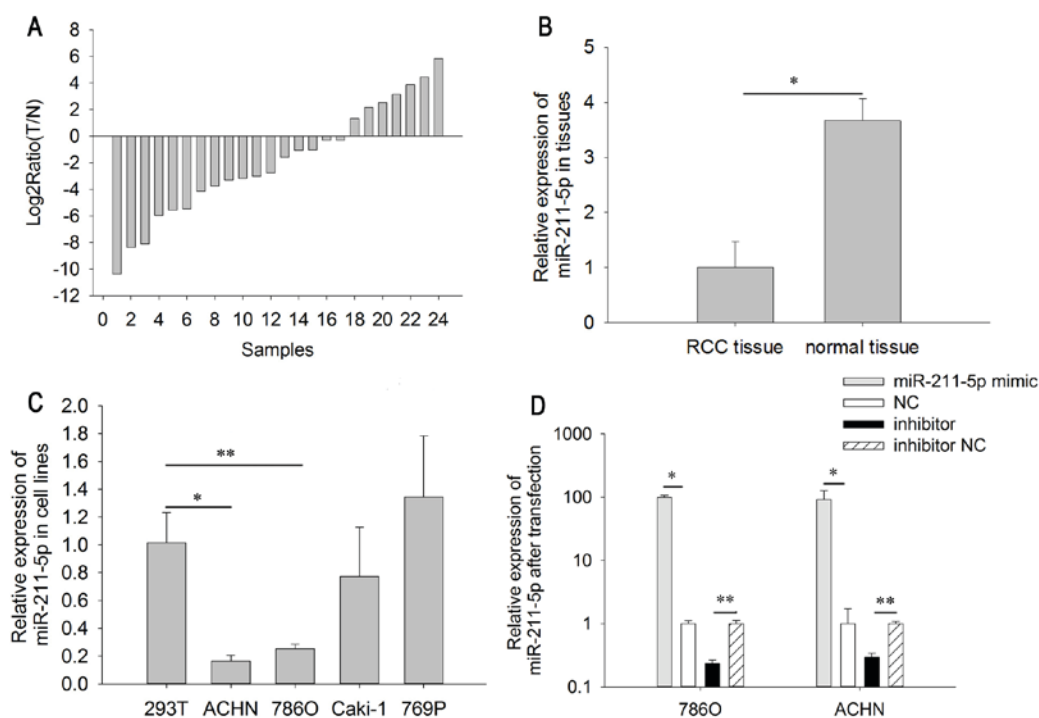 A
Log2Ratio(T/N)
6
4
2
0
-2
-4
-6
-8
-10
-12
0 2 4 6 8 10 12 14 16 18 20 22 24
Samples
B
Relative expression of
miR-211-5p in tissues
5
4
3
2
1
0
*
RCC tissue normal tissue
C
Relative expression of
miR-211-5p in cell lines
2.0
1.8
1.6
1.4
1.2
1.0
0.8
0.6
0.4
0.2
0.0
**
*
293T ACHN 786O Caki-1 769P
D
miR-211-5p mimic
NC
inhibitor
inhibitor NC
Relative expression of
miR-211-5p after transfection
1000
100
10
1
0.1
* *
** **
786O ACHN